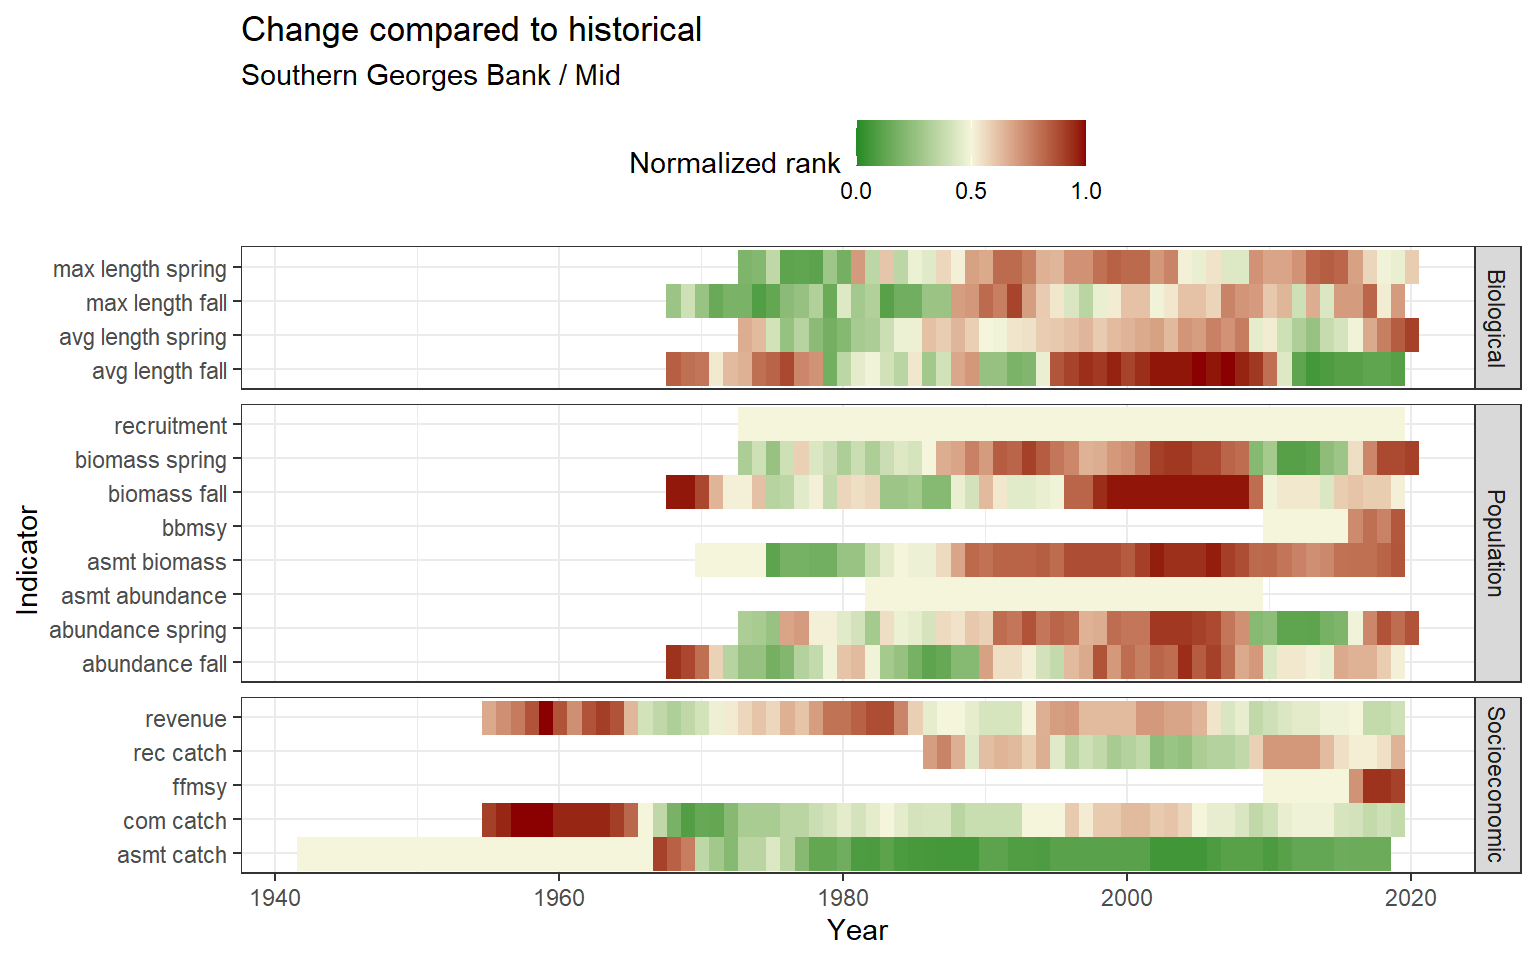 Change compared to historical
Southern Georges Bank / Mid
Normalized rank
0.0 0.5 1.0
max length spring
max length fall
avg length spring
avg length fall
Biological
recruitment
biomass spring
biomass fall
bbmsy
asmt biomass
asmt abundance
abundance spring
abundance fall
Population
revenue
rec catch
ffmsy
com catch
asmt catch
Socioeconomic
Indicator
1940 1960 1980 2000 2020
Year